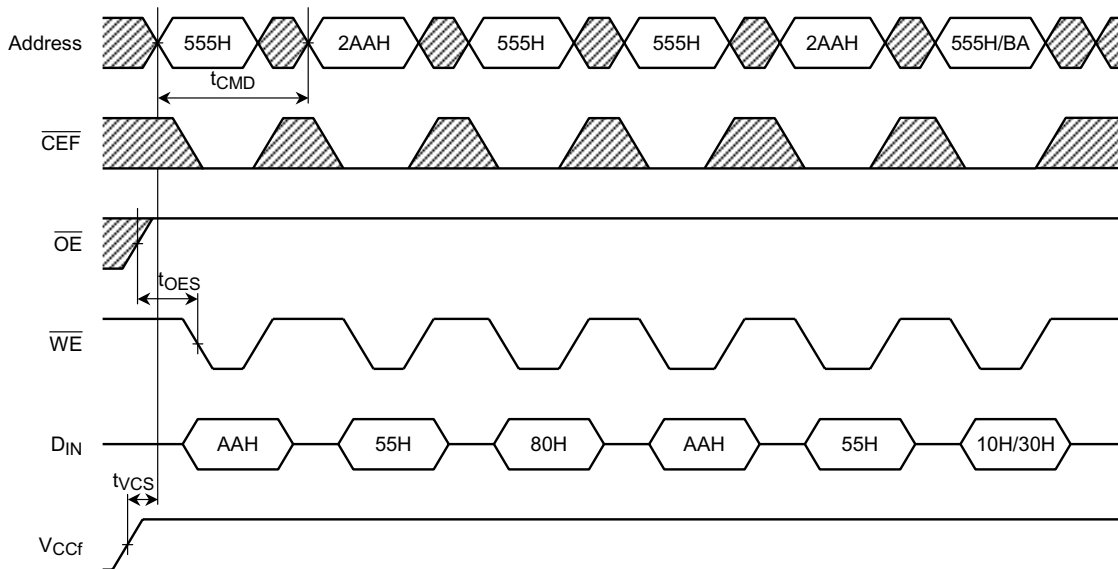 Address 555H 2AAH 555H 555H 2AAH 555H/BA
tCMD
CEF
OE
tOES
WE
DIN AAH 55H 80H AAH 55H 10H/30H
tVCS
VCCf